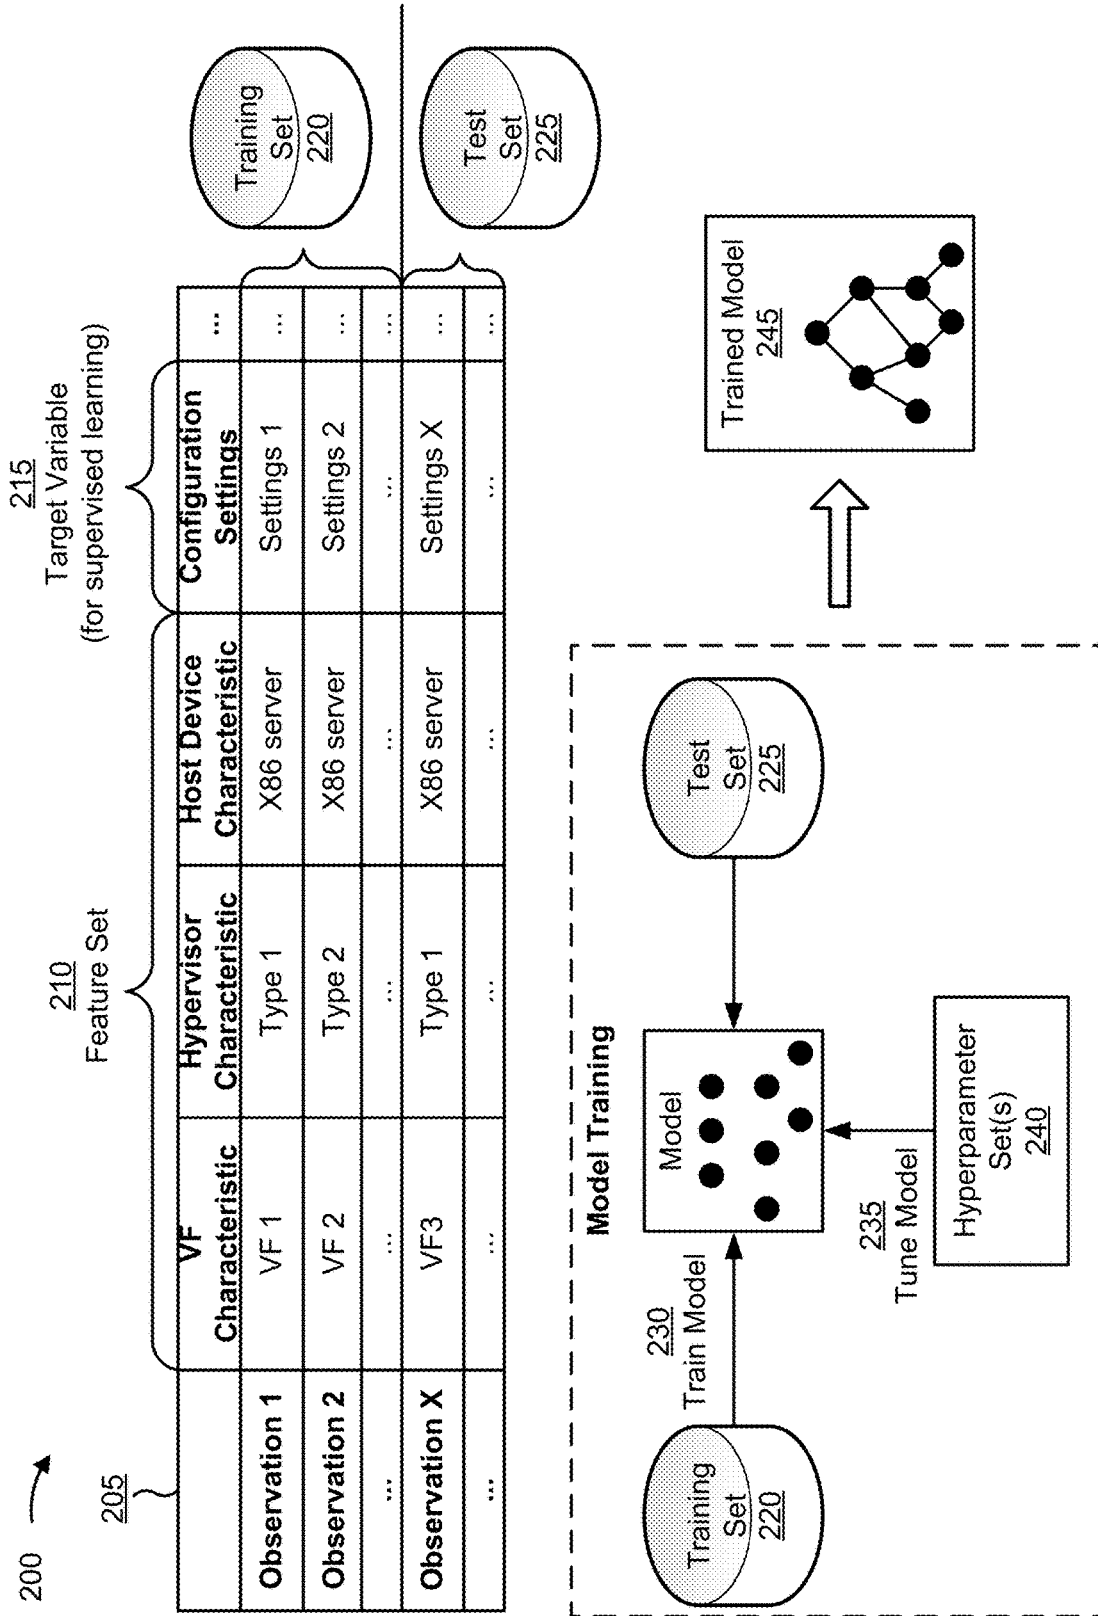 200
205
210
Feature Set
215
Target Variable
(for supervised learning)
VF
Characteristic
Hypervisor
Characteristic
Host Device
Characteristic
Configuration
Settings
...
Observation 1
VF 1
Type 1
X86 server
Settings 1
...
Observation 2
VF 2
Type 2
X86 server
Settings 2
...
...
...
...
...
...
...
Observation X
VF3
Type 1
X86 server
Settings X
...
...
...
...
...
...
...
Training
Set
220
Test
Set
225
Model Training
Training
Set
220
230
Train Model
Model
Test
Set
225
235
Tune Model
Hyperparameter
Set(s)
240
Trained Model
245